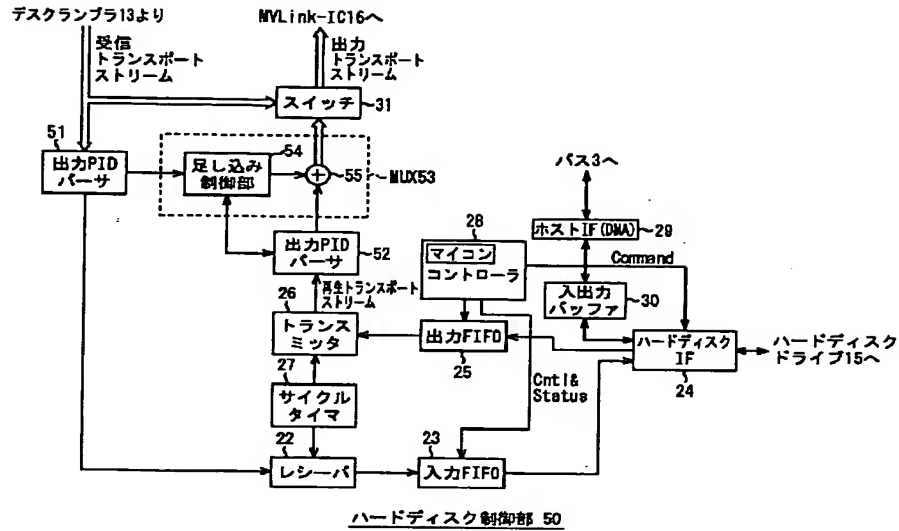 デスクランブラ13より
MVLink-IC16へ
受信
トランスポート
ストリーム
出力
トランスポート
ストリーム
スイッチ
31
51
出力PID
パーサ
54
足し込み
制御部
55
MUX53
バス3へ
28
ホストIF(DMA)
29
出力PID
パーサ
52
マイコン
コントローラ
Command
26
再生トランスポート
ストリーム
入出力
バッファ
30
トランス
ミッタ
出力FIFO
25
ハードディスク
IF
24
ハードディスク
ドライブ15へ
27
サイクル
タイマ
Cntl&
Status
22
レシーバ
23
入力FIFO
ハードディスク制御部 50